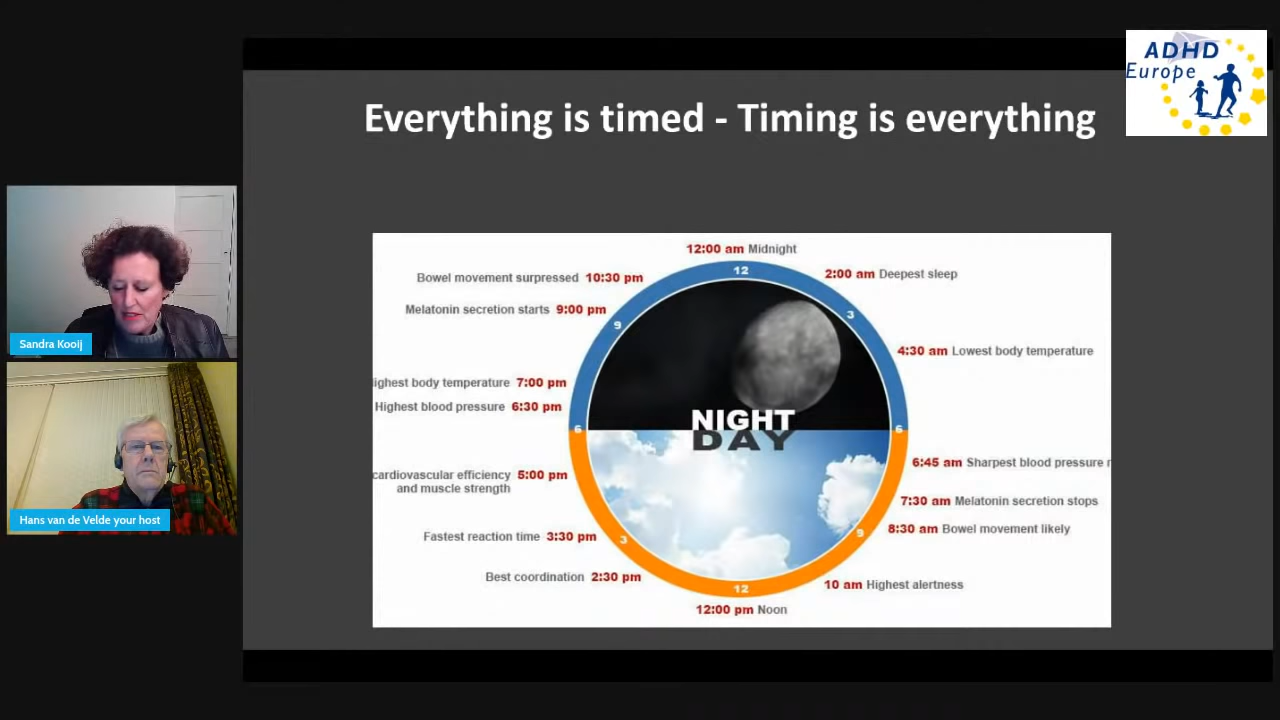 ADHD
Europe
Everything is timed - Timing is everything
12:00 am Midnight
12
Bowel movement surpressed 10:30 pm
2:00 am Deepest sleep
Melatonin secretion starts 9:00 pm
9
3
4:30 am Lowest body temperature
ighest body temperature 7:00 pm
Highest blood pressure 6:30 pm
NIGHT
DAY
6
6
6:45 am Sharpest blood pressure r
cardiovascular efficiency 5:00 pm
and muscle strength
7:30 am Melatonin secretion stops
8:30 am Bowel movement likely
Fastest reaction time 3:30 pm
3
9
Best coordination 2:30 pm
10 am Highest alertness
12
12:00 pm Noon
Sandra Kooij
Hans van de Velde your host